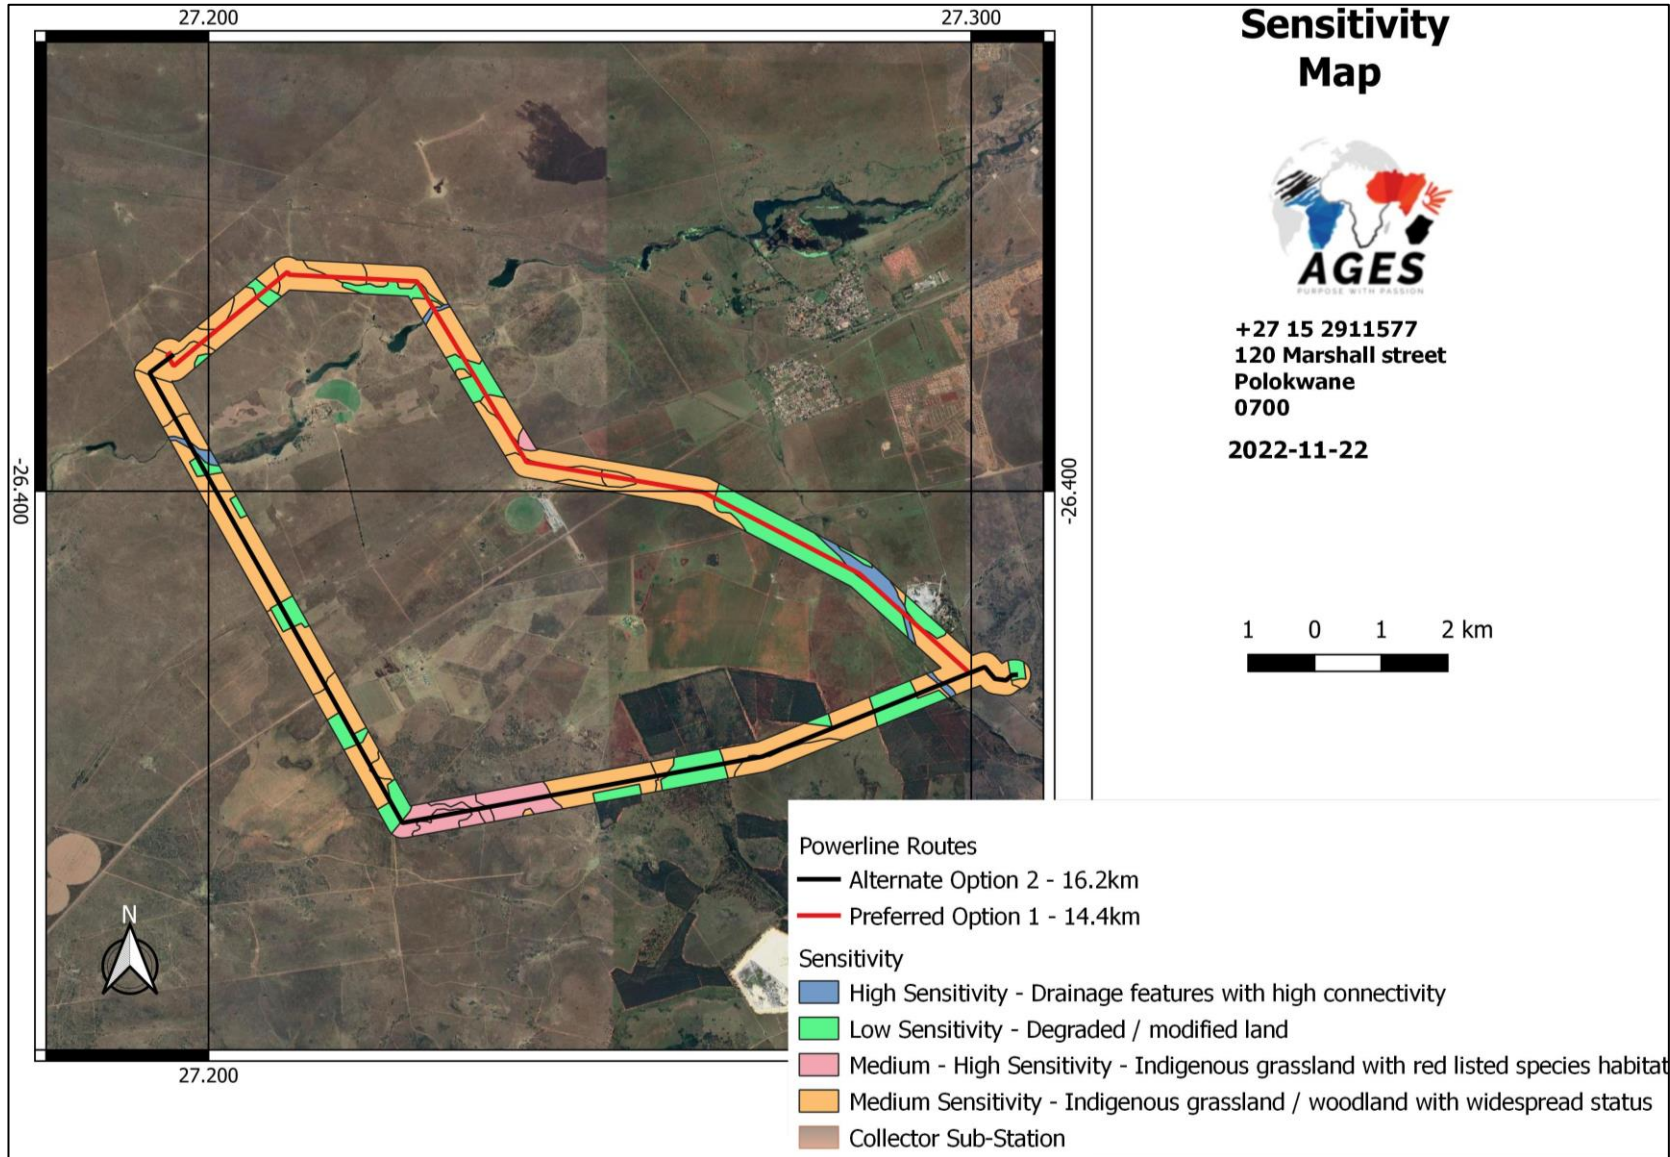 27.200
27.300
Sensitivity
Map
AGES
PURPOSE WITH PASSION
+27 15 2911577
120 Marshall street
Polokwane
0700
2022-11-22
-26.400
-26.400
1 0 1 2 km
N
27.200
Powerline Routes
Alternate Option 2 - 16.2km
Preferred Option 1 - 14.4km
Sensitivity
High Sensitivity - Drainage features with high connectivity
Low Sensitivity - Degraded / modified land
Medium - High Sensitivity - Indigenous grassland with red listed species habitat
Medium Sensitivity - Indigenous grassland / woodland with widespread status
Collector Sub-Station